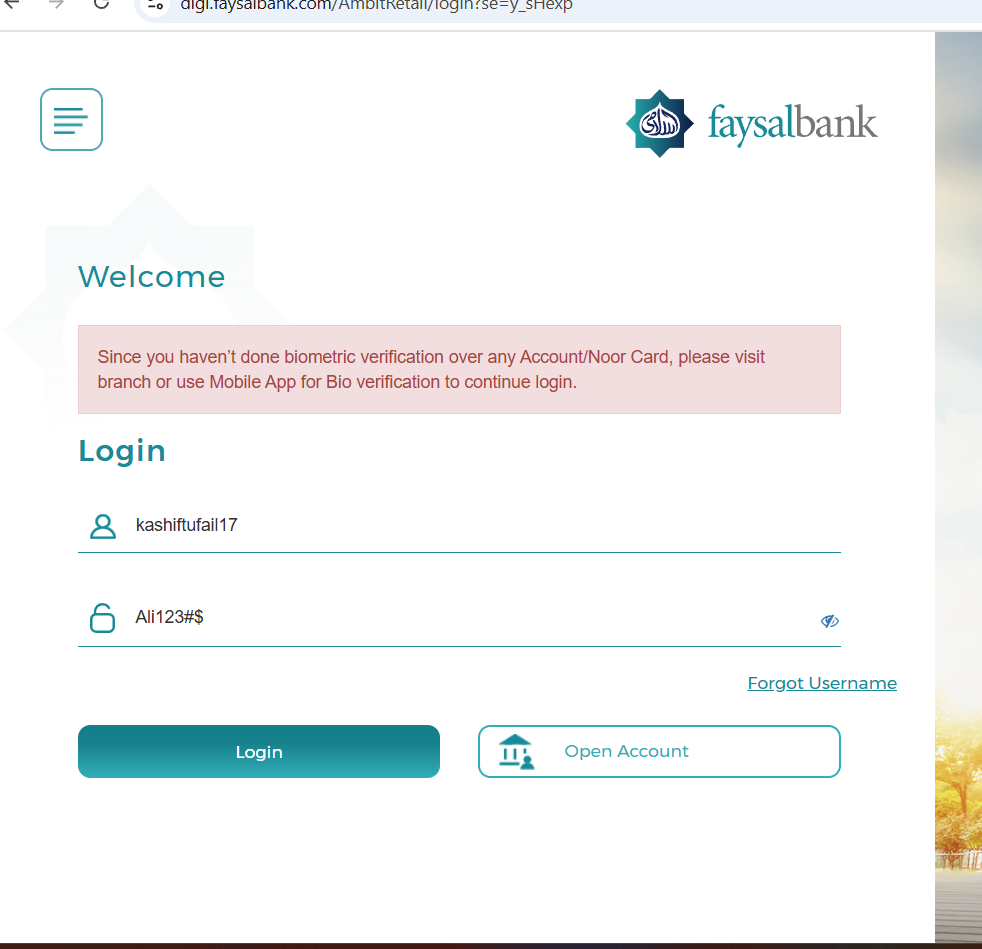 digi.faysalbank.com/AmbitRetail/login?se=y_sHexp
faysalbank
Welcome
Since you haven't done biometric verification over any Account/Noor Card, please visit
branch or use Mobile App for Bio verification to continue login.
Login
kashiftufail17
Ali123#$
Forgot Username
Login
Open Account